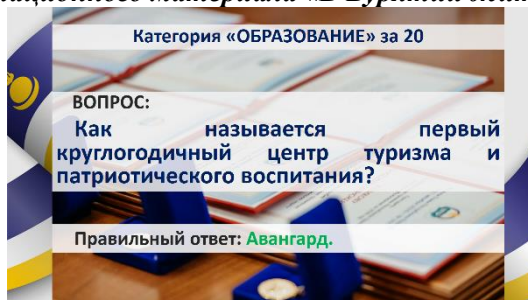 Категория «ОБРАЗОВАНИЕ» за 20
ВОПРОС:
Как называется первый
круглогодичный центр туризма и
патриотического воспитания?
Правильный ответ: Авангард.